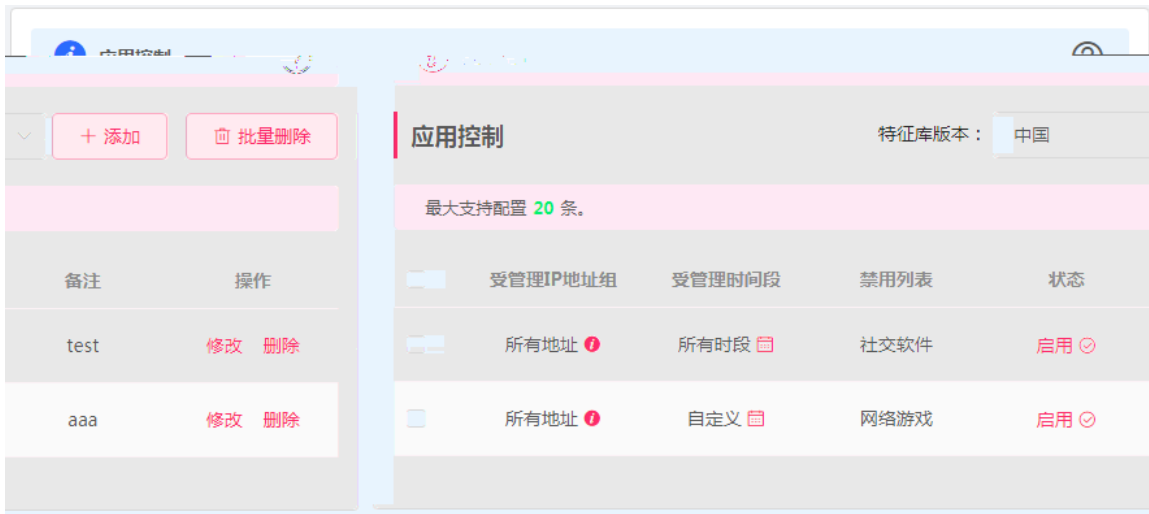 应用控制
添加 批量删除 应用控制 特征库版本： 中国
最大支持配置 20 条。
备注 操作 受管理IP地址组 受管理时间段 禁用列表 状态
test 修改 删除 所有地址 所有时段 社交软件 启用
aaa 修改 删除 所有地址 自定义 网络游戏 启用